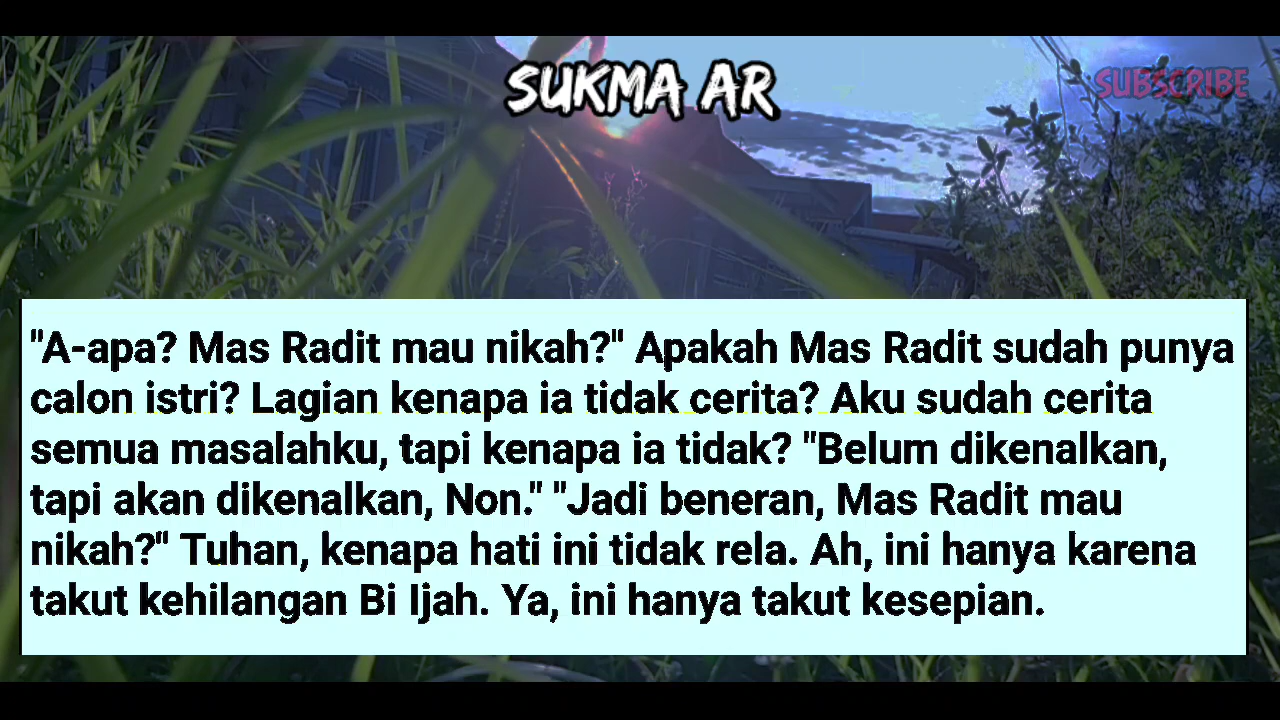 SUKMA AR
SUBSCRIBE
"A-apa? Mas Radit mau nikah?" Apakah Mas Radit sudah punya
calon istri? Lagian kenapa ia tidak cerita? Aku sudah cerita
semua masalahku, tapi kenapa ia tidak? "Belum dikenalkan,
tapi akan dikenalkan, Non." "Jadi beneran, Mas Radit mau
nikah?" Tuhan, kenapa hati ini tidak rela. Ah, ini hanya karena
takut kehilangan Bi Ijah. Ya, ini hanya takut kesepian.